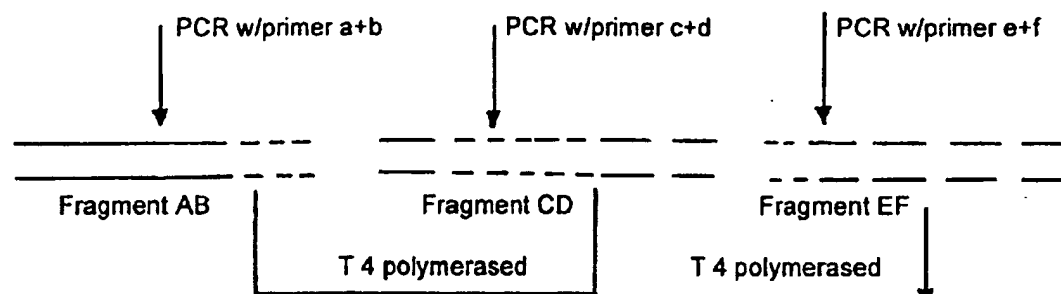 PCR w/primer a+b PCR w/primer c+d PCR w/primer e+f
Fragment AB Fragment CD Fragment EF
T 4 polymerased T 4 polymerased